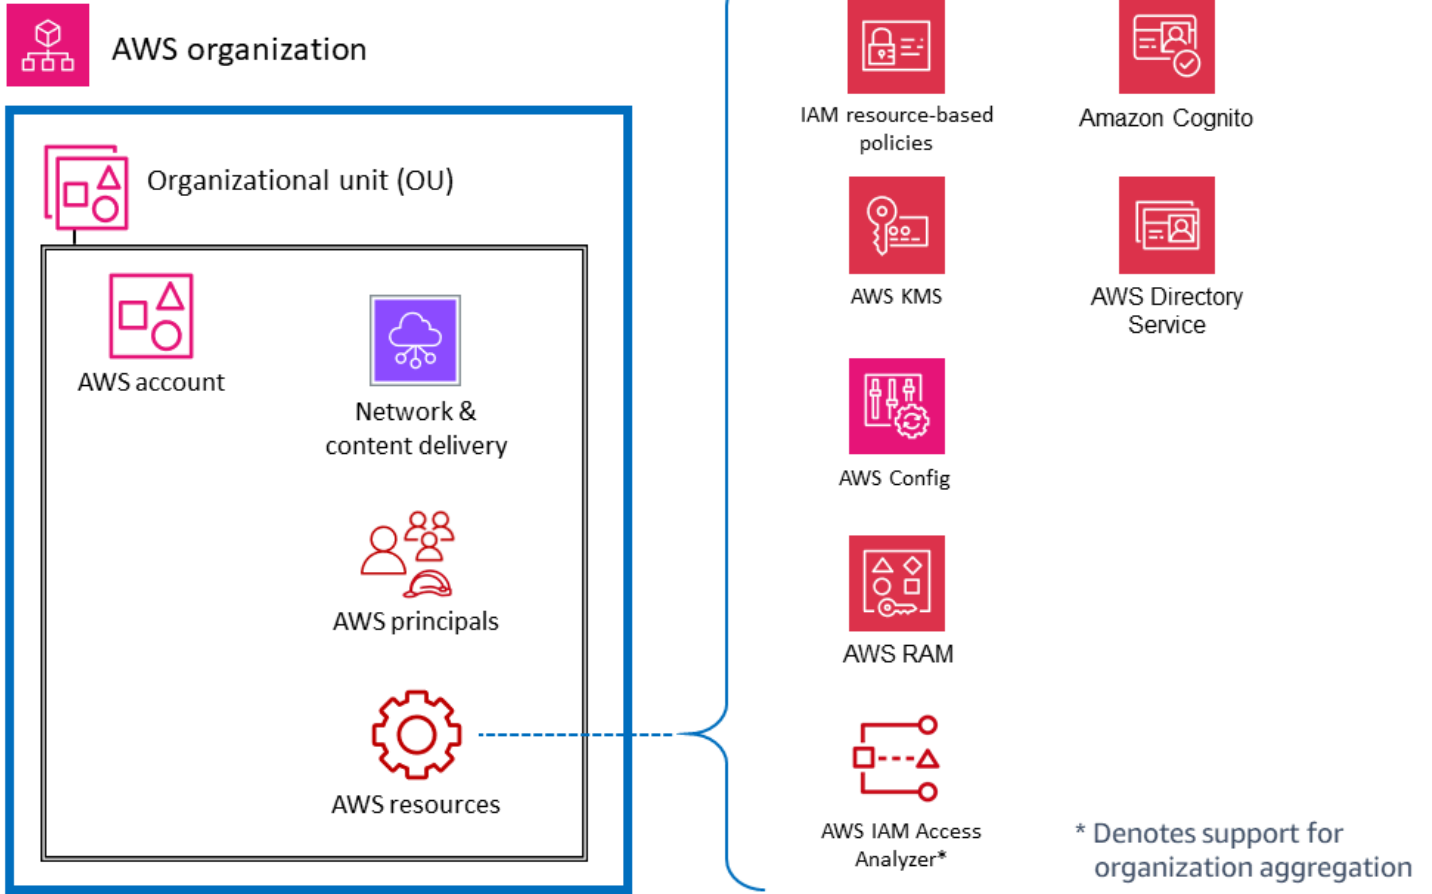 AWS organization
Organizational unit (OU)
AWS account
Network &
content delivery
AWS principals
AWS resources
IAM resource-based
policies
Amazon Cognito
AWS KMS
AWS Directory
Service
AWS Config
AWS RAM
AWS IAM Access
Analyzer*
* Denotes support for
organization aggregation